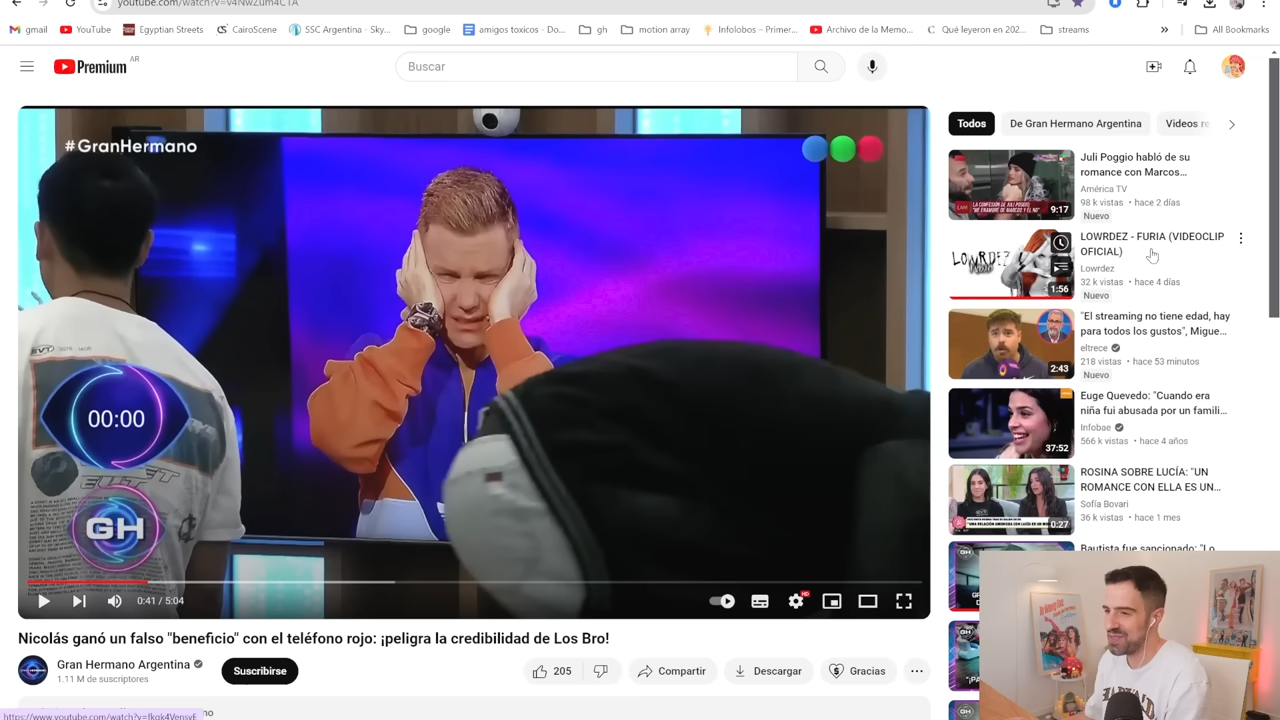 youtube.com/watch?v=V4NwZum4CTA
gmail
YouTube
Egyptian Streets
CairoScene
SSC Argentina - Sky...
google
amigos toxicos - Do...
gh
motion array
Infolobos – Primer...
Archivo de la Memo...
Qué leyeron en 202...
streams
All Bookmarks
Premium AR
Buscar
#GranHermano
00:00
GH
0:41 / 5:04
HD
Nicolás ganó un falso "beneficio" con el teléfono rojo: ¡peligra la credibilidad de Los Bro!
Gran Hermano Argentina
1.11 M de suscriptores
Suscribirse
205
Compartir
Descargar
Gracias
Todos
De Gran Hermano Argentina
Videos re
Juli Poggio habló de su
romance con Marcos...
América TV
98 k vistas • hace 2 días
Nuevo
9:17
LOWRDEZ - FURIA (VIDEOCLIP
OFICIAL)
Lowrdez
32 k vistas • hace 4 días
Nuevo
1:56
"El streaming no tiene edad, hay
para todos los gustos", Migue...
eltrece
218 vistas • hace 53 minutos
Nuevo
2:43
Euge Quevedo: "Cuando era
niña fui abusada por un famili...
Infobae
566 k vistas • hace 4 años
37:52
ROSINA SOBRE LUCÍA: "UN
ROMANCE CON ELLA ES UN...
Sofía Bovari
36 k vistas • hace 1 mes
0:27
Bautista fue sancionado: "Lo